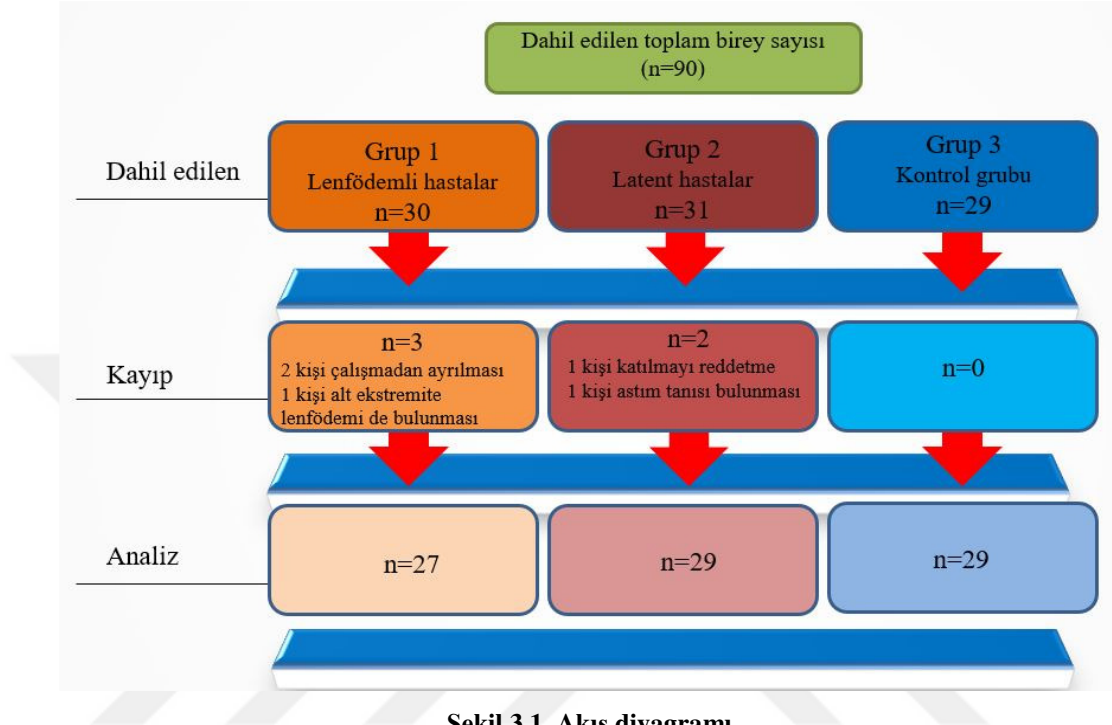 Dahil edilen toplam birey sayısı
(n=90)
Dahil edilen
Grup 1
Lenfödemli hastalar
n=30
Grup 2
Latent hastalar
n=31
Grup 3
Kontrol grubu
n=29
Kayıp
n=3
2 kişi çalışmadan ayrılması
1 kişi alt ekstremite
lenfödemi de bulunması
n=2
1 kişi katılmayı reddetme
1 kişi astım tanısı bulunması
n=0
Analiz
n=27
n=29
n=29
Şekil 3.1. Akış diyagramı